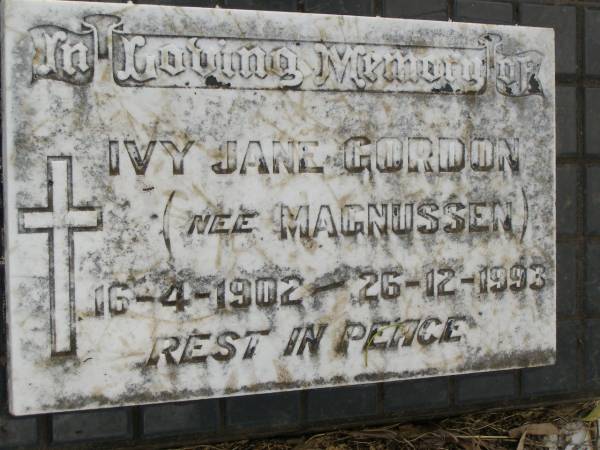 In Loving Memory of
IVY JANE GORDON
(NEE MAGNUSSEN)
16-4-1902 - 26-12-1993
REST IN PEACE